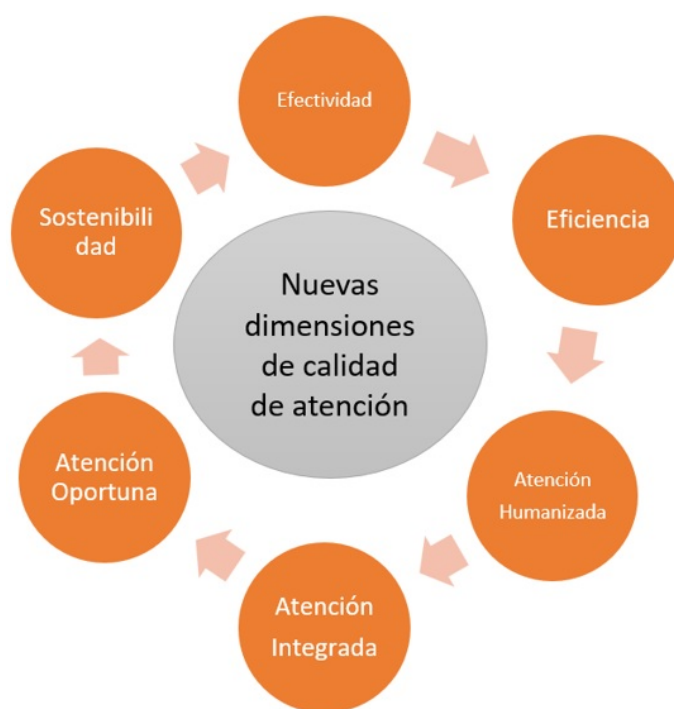 Efectividad
Eficiencia
Atención
Humanizada
Atención
Integrada
Atención
Oportuna
Sostenibili
dad
Nuevas
dimensiones
de calidad
de atención